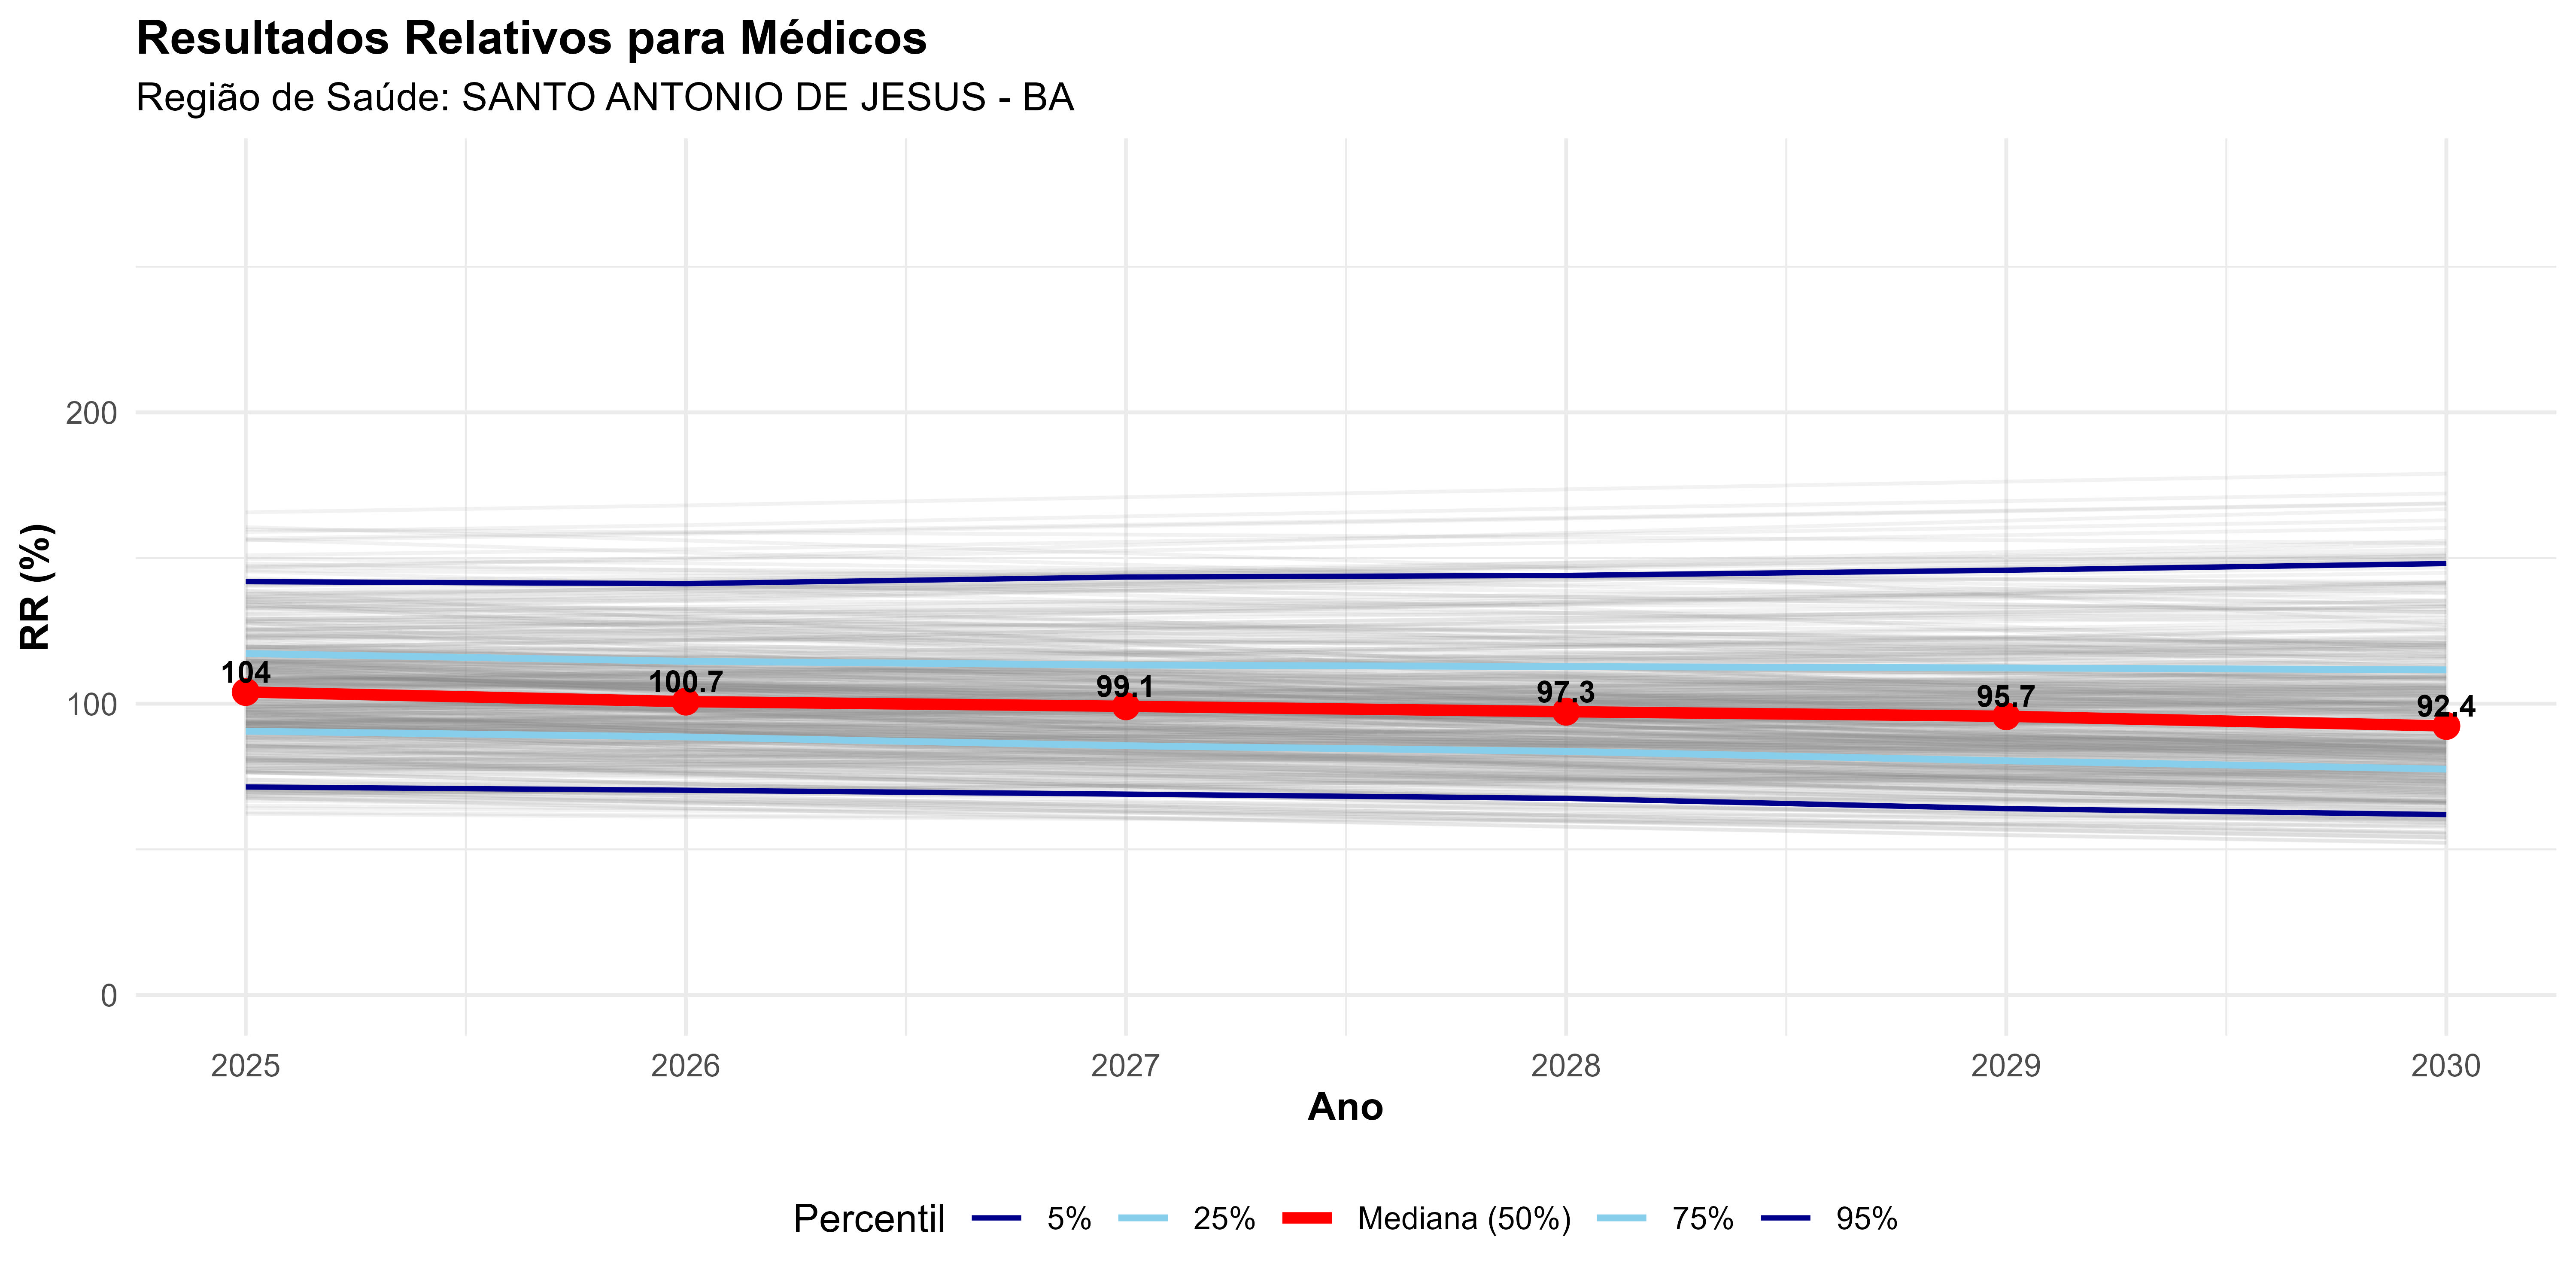 Resultados Relativos para Médicos
Região de Saúde: SANTO ANTONIO DE JESUS - BA
RR (%)
200
100
0
104
100.7
99.1
97.3
95.7
92.4
2025 2026 2027 2028 2029 2030
Ano
Percentil 5% 25% Mediana (50%) 75% 95%